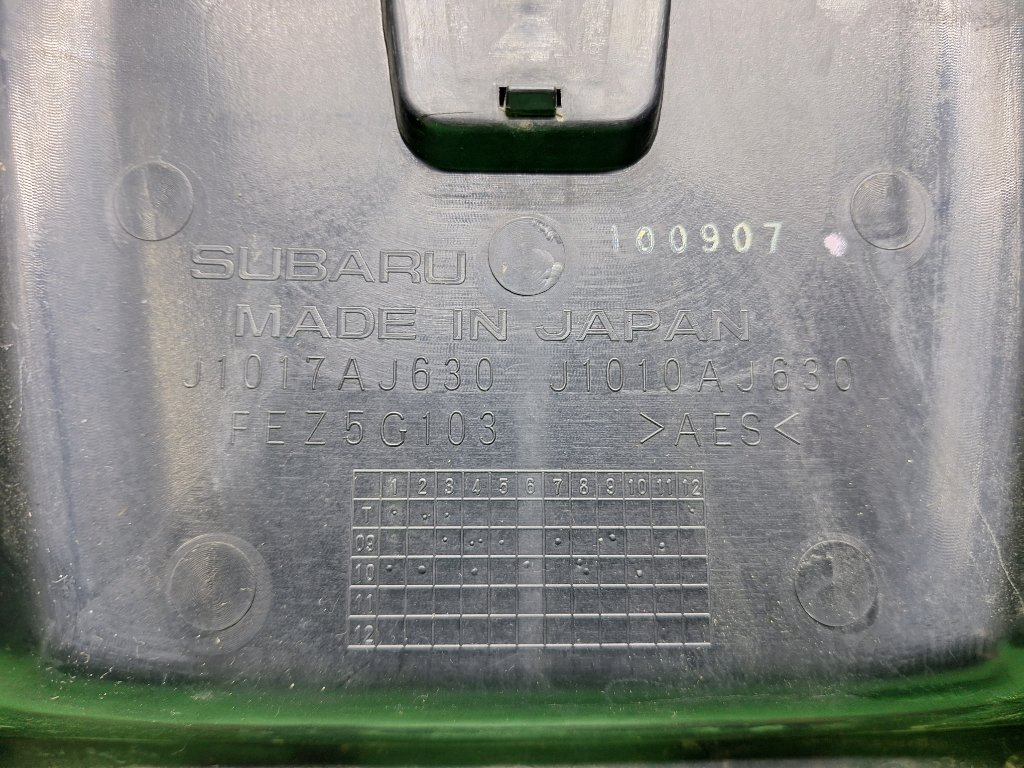 100907
SUBARU
MADE IN JAPAN
J1017AJ630 J1010AJ630
FEZ5G103 >AES<
1 2 3 4 5 6 7 8 9 10 11 12
T
09
10
11
12